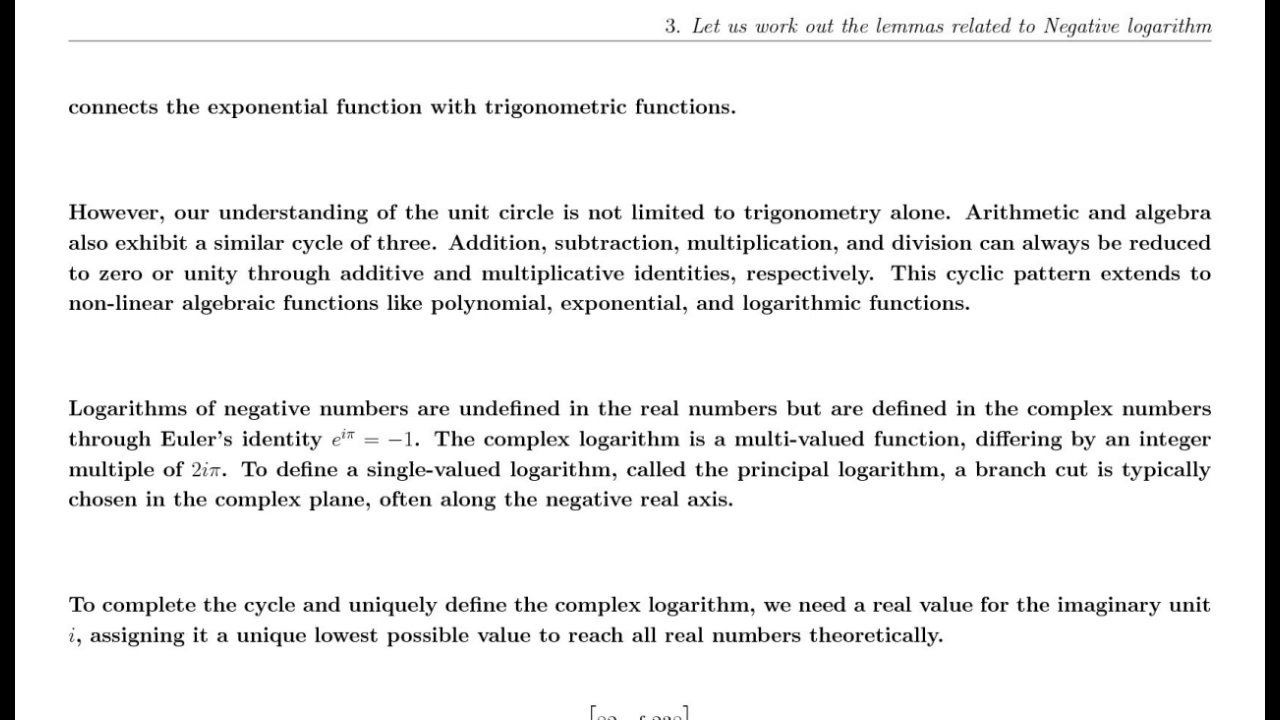 3. Let us work out the lemmas related to Negative logarithm
connects the exponential function with trigonometric functions.
However, our understanding of the unit circle is not limited to trigonometry alone. Arithmetic and algebra
also exhibit a similar cycle of three. Addition, subtraction, multiplication, and division can always be reduced
to zero or unity through additive and multiplicative identities, respectively. This cyclic pattern extends to
non-linear algebraic functions like polynomial, exponential, and logarithmic functions.
Logarithms of negative numbers are undefined in the real numbers but are defined in the complex numbers
through Euler's identity e^{iπ} = −1. The complex logarithm is a multi-valued function, differing by an integer
multiple of 2iπ. To define a single-valued logarithm, called the principal logarithm, a branch cut is typically
chosen in the complex plane, often along the negative real axis.
To complete the cycle and uniquely define the complex logarithm, we need a real value for the imaginary unit
i, assigning it a unique lowest possible value to reach all real numbers theoretically.